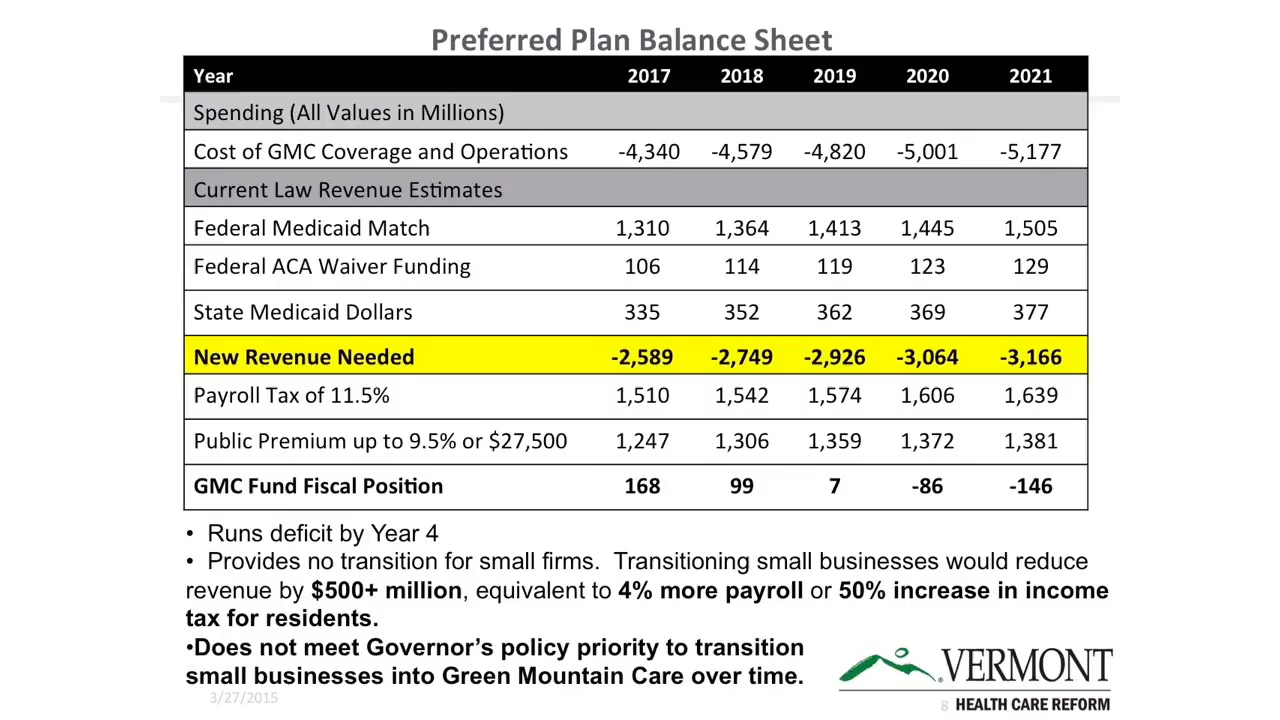 Preferred Plan Balance Sheet
Year 2017 2018 2019 2020 2021
Spending (All Values in Millions)
Cost of GMC Coverage and Operations -4,340 -4,579 -4,820 -5,001 -5,177
Current Law Revenue Estimates
Federal Medicaid Match 1,310 1,364 1,413 1,445 1,505
Federal ACA Waiver Funding 106 114 119 123 129
State Medicaid Dollars 335 352 362 369 377
New Revenue Needed -2,589 -2,749 -2,926 -3,064 -3,166
Payroll Tax of 11.5% 1,510 1,542 1,574 1,606 1,639
Public Premium up to 9.5% or $27,500 1,247 1,306 1,359 1,372 1,381
GMC Fund Fiscal Position 168 99 7 -86 -146
• Runs deficit by Year 4
• Provides no transition for small firms. Transitioning small businesses would reduce
revenue by $500+ million, equivalent to 4% more payroll or 50% increase in income
tax for residents.
•Does not meet Governor's policy priority to transition
small businesses into Green Mountain Care over time.
3/27/2015
VERMONT
8 HEALTH CARE REFORM